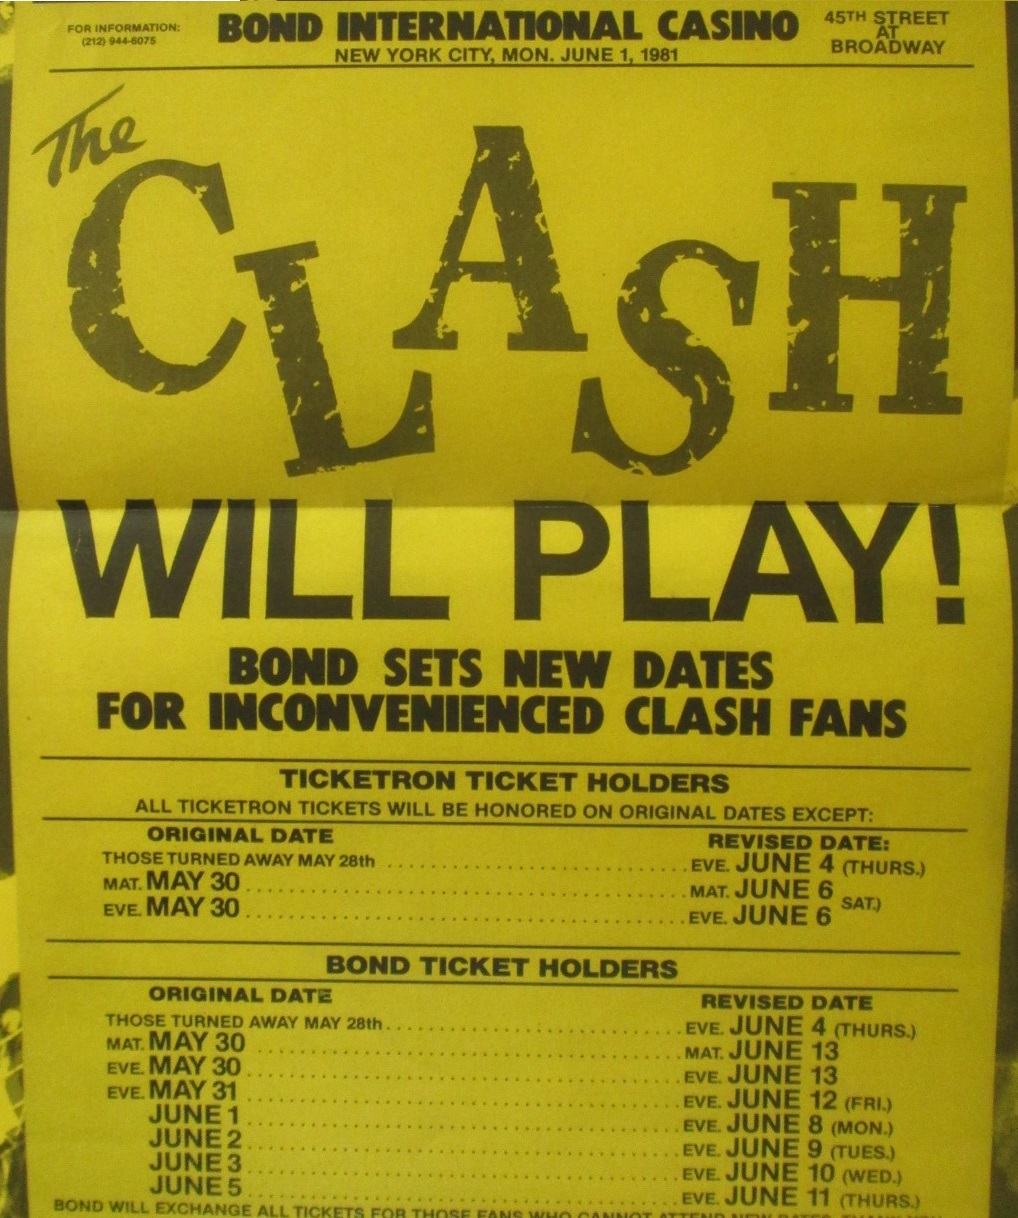 FOR INFORMATION:
(212) 944-6075
BOND INTERNATIONAL CASINO
NEW YORK CITY, MON. JUNE 1, 1981
45TH STREET
AT
BROADWAY
The
CLASH
WILL PLAY!
BOND SETS NEW DATES
FOR INCONVENIENCED CLASH FANS
TICKETRON TICKET HOLDERS
ALL TICKETRON TICKETS WILL BE HONORED ON ORIGINAL DATES EXCEPT:
ORIGINAL DATE REVISED DATE:
THOSE TURNED AWAY MAY 28th EVE. JUNE 4 (THURS.)
MAT. MAY 30 MAT. JUNE 6
EVE. MAY 30 EVE. JUNE 6 SAT.)
BOND TICKET HOLDERS
ORIGINAL DATE REVISED DATE
THOSE TURNED AWAY MAY 28th EVE. JUNE 4 (THURS.)
MAT. MAY 30 MAT. JUNE 13
EVE. MAY 30 EVE. JUNE 13
EVE. MAY 31 EVE. JUNE 12 (FRI.)
JUNE 1 EVE. JUNE 8 (MON.)
JUNE 2 EVE. JUNE 9 (TUES.)
JUNE 3 EVE. JUNE 10 (WED.)
JUNE 5 EVE. JUNE 11 (THURS.)
BOND WILL EXCHANGE ALL TICKETS FOR THOSE FANS WHO CANNOT ATTEND NEW DATES